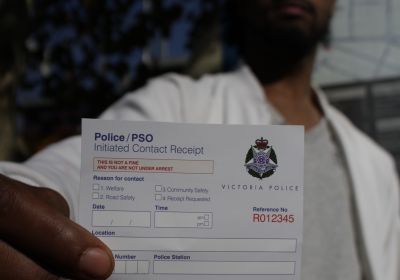 Police/PSO
Initiated Contact Receipt
THIS IS NOT A FINE
AND YOU ARE NOT UNDER ARREST
VICTORIA POLICE
Reason for contact
1. Welfare
3 Community Safety
2. Road Safety
4 Receipt Requested
Reference No
R012345
Date
Time
/ /
am
pm
Location
Number
Police Station